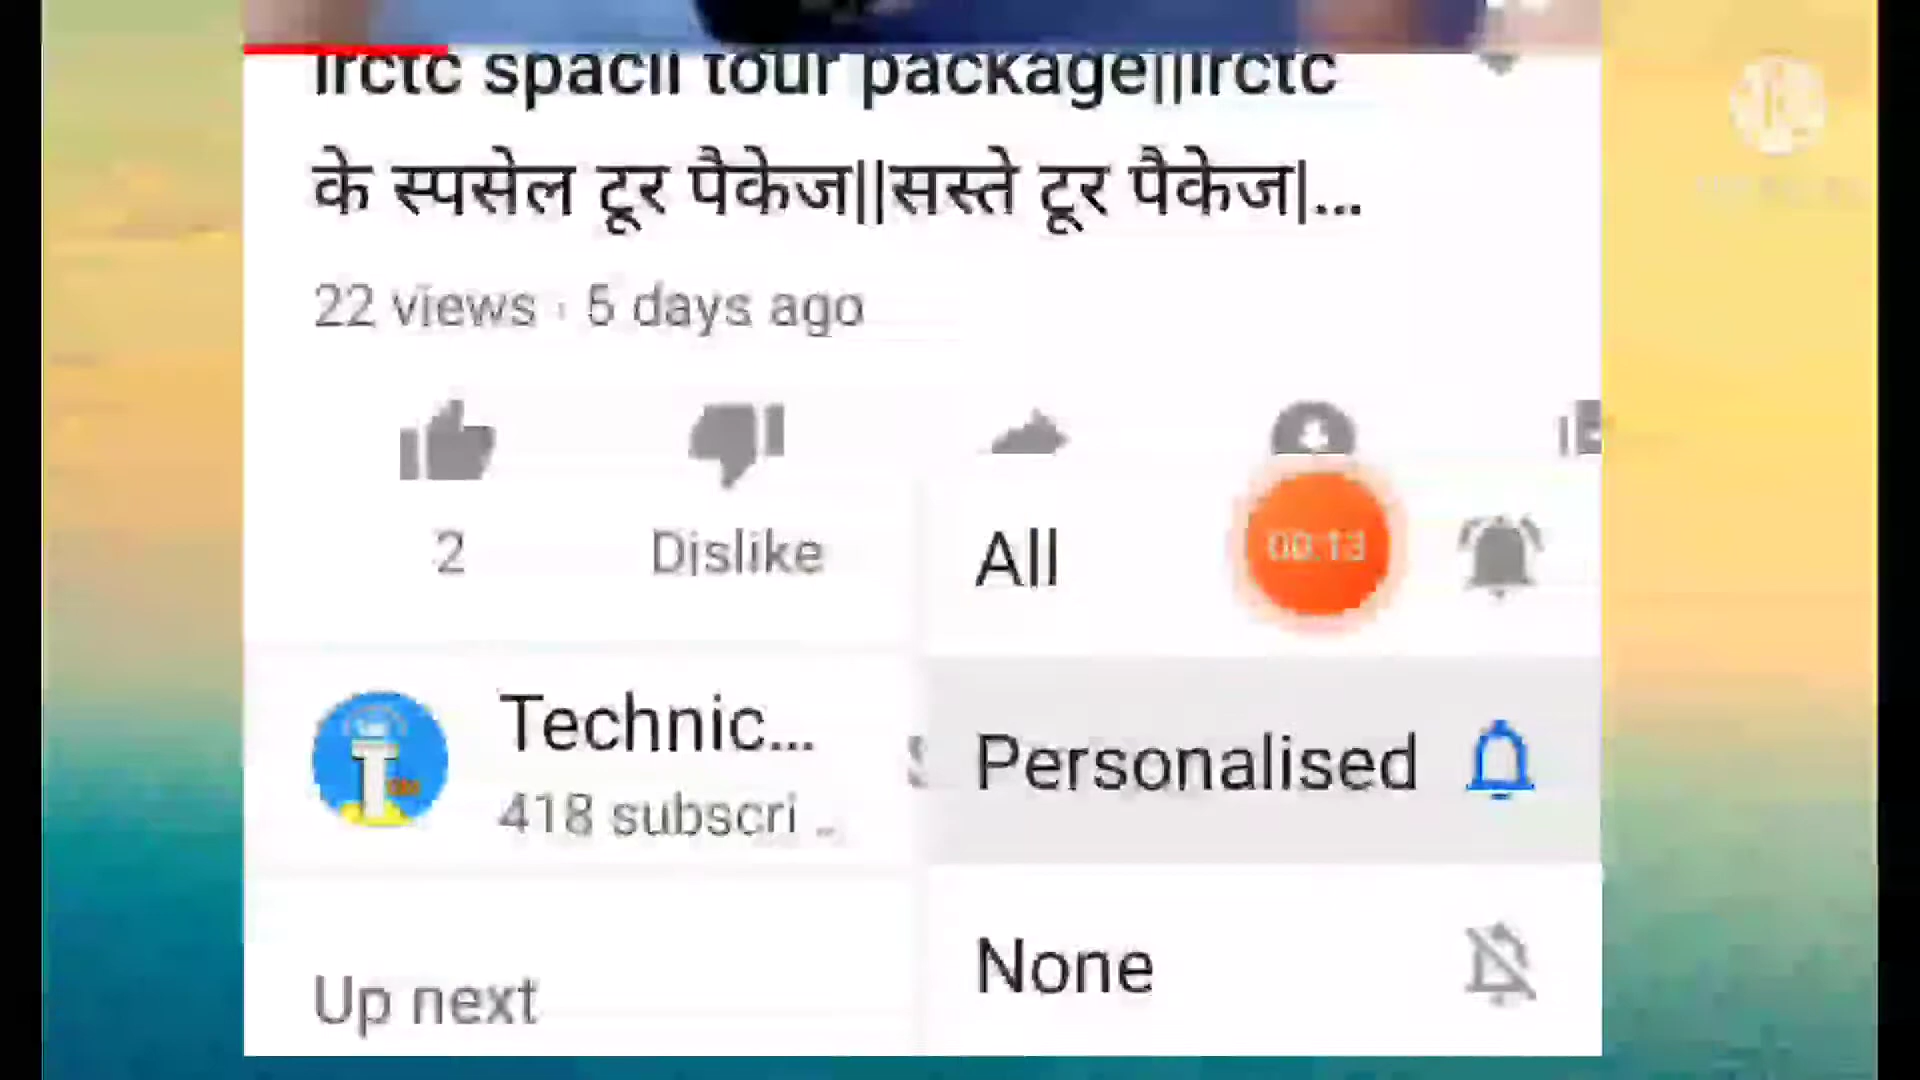 irctc spacil tour package||irctc
के स्पसेल टूर पैकेज||सस्ते टूर पैकेज|...
22 views · 5 days ago
2
Dislike
All
00:13
Technic...
418 subscri ..
Personalised
None
Up next